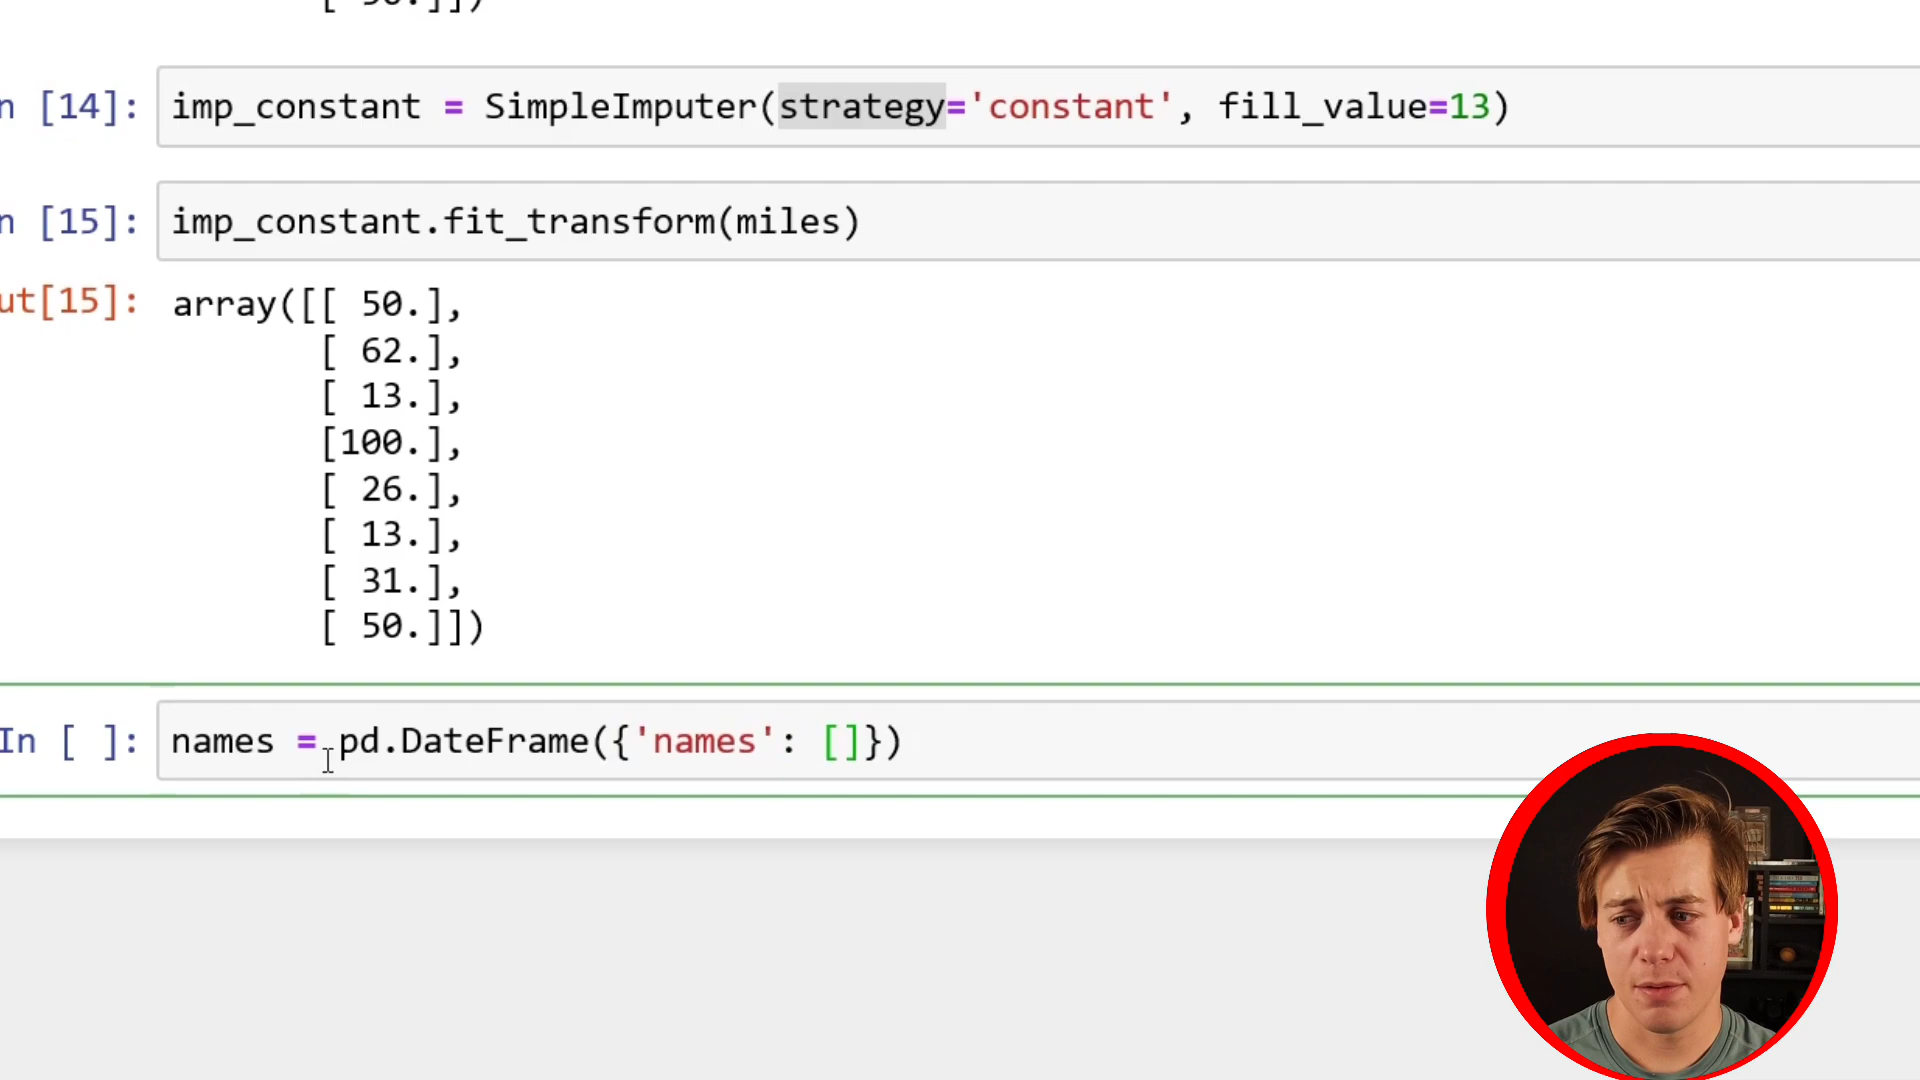 n [14]: imp_constant = SimpleImputer(strategy='constant', fill_value=13)
n [15]: imp_constant.fit_transform(miles)
ut[15]: array([[ 50.],
[ 62.],
[ 13.],
[100.],
[ 26.],
[ 13.],
[ 31.],
[ 50.]])
In [ ]: names = pd.DateFrame({'names': []})